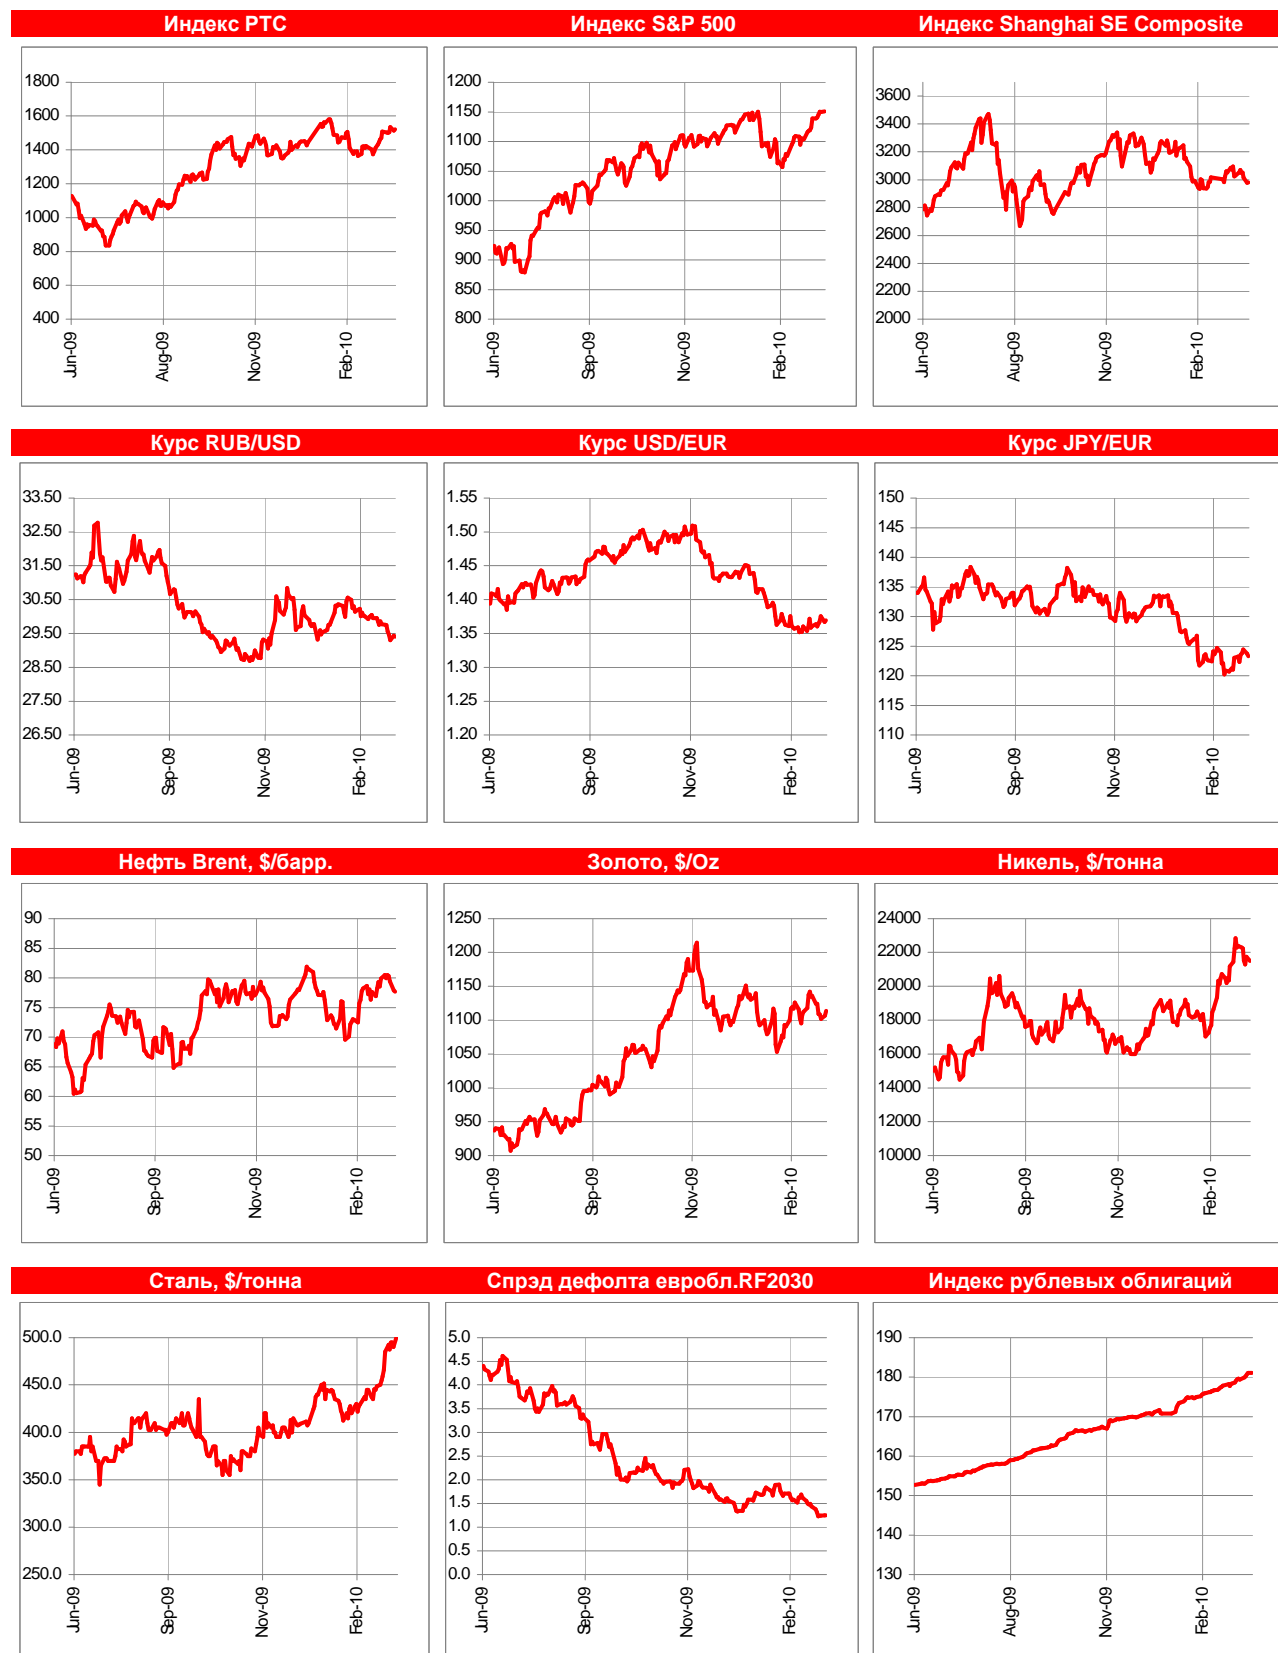 Индекс РТС
1800
1600
1400
1200
1000
800
600
400
Jun-09
Aug-09
Nov-09
Feb-10
Индекс S&P 500
1200
1150
1100
1050
1000
950
900
850
800
Jun-09
Sep-09
Nov-09
Feb-10
Индекс Shanghai SE Composite
3600
3400
3200
3000
2800
2600
2400
2200
2000
Jun-09
Aug-09
Nov-09
Feb-10
Курс RUB/USD
33.50
32.50
31.50
30.50
29.50
28.50
27.50
26.50
Jun-09
Sep-09
Nov-09
Feb-10
Курс USD/EUR
1.55
1.50
1.45
1.40
1.35
1.30
1.25
1.20
Jun-09
Sep-09
Nov-09
Feb-10
Курс JPY/EUR
150
145
140
135
130
125
120
115
110
Jun-09
Sep-09
Nov-09
Feb-10
Нефть Brent, $/барр.
90
85
80
75
70
65
60
55
50
Jun-09
Sep-09
Nov-09
Feb-10
Золото, $/Oz
1250
1200
1150
1100
1050
1000
950
900
Jun-09
Sep-09
Nov-09
Feb-10
Никель, $/тонна
24000
22000
20000
18000
16000
14000
12000
10000
Jun-09
Sep-09
Nov-09
Feb-10
Сталь, $/тонна
500.0
450.0
400.0
350.0
300.0
250.0
Jun-09
Sep-09
Nov-09
Feb-10
Спрэд дефолта евробл.RF2030
5.0
4.5
4.0
3.5
3.0
2.5
2.0
1.5
1.0
0.5
0.0
Jun-09
Sep-09
Nov-09
Feb-10
Индекс рублевых облигаций
190
180
170
160
150
140
130
Jun-09
Aug-09
Nov-09
Feb-10